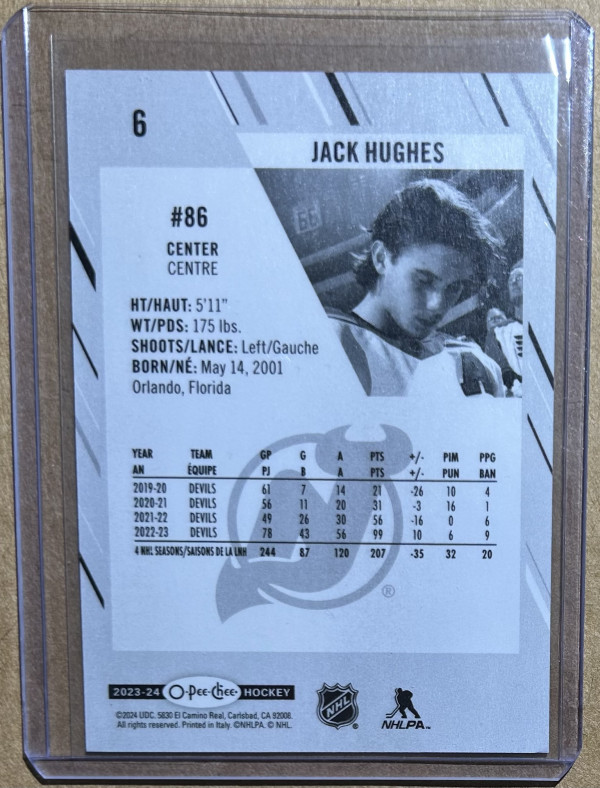 6
JACK HUGHES
#86
CENTER
CENTRE
HT/HAUT: 5'11"
WT/PDS: 175 lbs.
SHOOTS/LANCE: Left/Gauche
BORN/NÉ: May 14, 2001
Orlando, Florida
YEAR TEAM GP G A PTS +/- PIM PPG
AN ÉQUIPE PJ B A PTS +/- PUN BAN
2019-20 DEVILS 61 7 14 21 -26 10 4
2020-21 DEVILS 56 11 20 31 -3 16 1
2021-22 DEVILS 49 26 30 56 -16 0 6
2022-23 DEVILS 78 43 56 99 10 6 9
4 NHL SEASONS/SAISONS DE LA LNH 244 87 120 207 -35 32 20
®
2023-24 O-Pee-Chee HOCKEY
©2024 UDC. 5830 El Camino Real, Carlsbad, CA 92008.
All rights reserved. Printed in Italy. ©NHLPA. © NHL.
NHL ®
NHLPA™